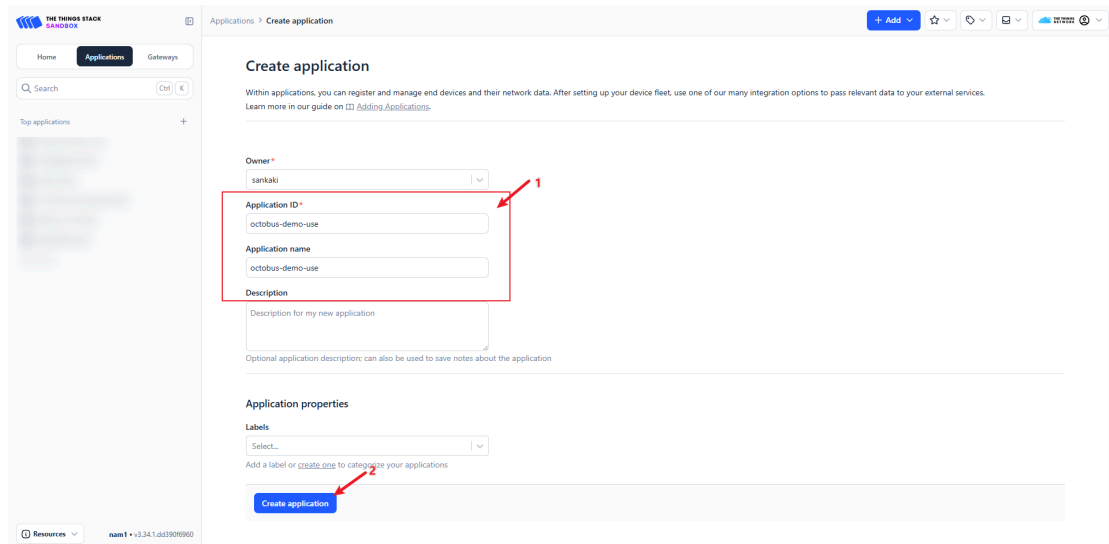 THE THINGS STACK
SANDBOX
Applications > Create application
+ Add
THE THINGS
NETWORK
Home
Applications
Gateways
Search
Ctrl
K
Top applications
+
Create application
Within applications, you can register and manage end devices and their network data. After setting up your device fleet, use one of our many integration options to pass relevant data to your external services.
Learn more in our guide on Adding Applications.
Owner*
sankaki
1
Application ID*
octobus-demo-use
Application name
octobus-demo-use
Description
Description for my new application
Optional application description; can also be used to save notes about the application
Application properties
Labels
Select...
Add a label or create one to categorize your applications
2
Create application
Resources
nam1 • v3.34.1.dd390f6960